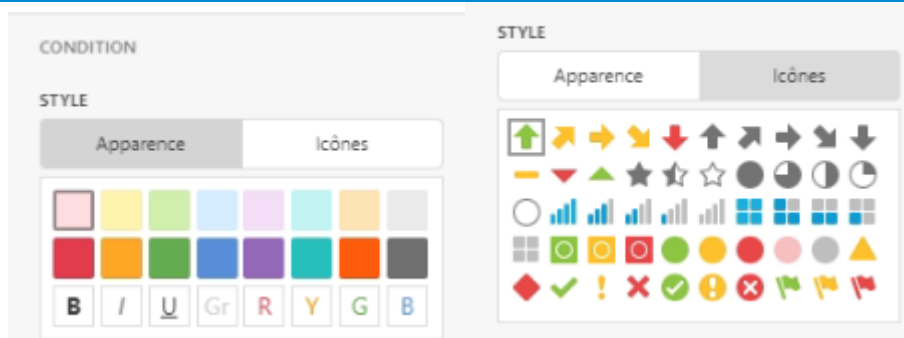 CONDITION
STYLE
Apparence Icônes
B I U Gr R Y G B
STYLE
Apparence Icônes